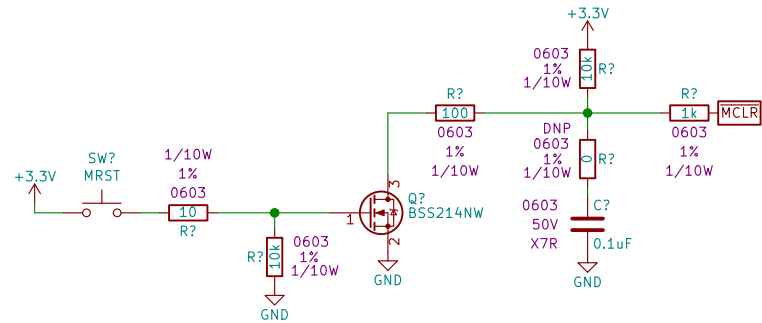 +3.3V
0603
1%
1/10W
10k
R?
R?
100
0603
1%
1/10W
R?
1k
MCLR
0603
1%
1/10W
DNP
0603
1%
1/10W
0
R?
+3.3V
SW?
MRST
1/10W
1%
0603
10
R?
1
3
2
Q?
BSS214NW
GND
R?
10k
0603
1%
1/10W
GND
0603
50V
X7R
C?
0.1uF
GND